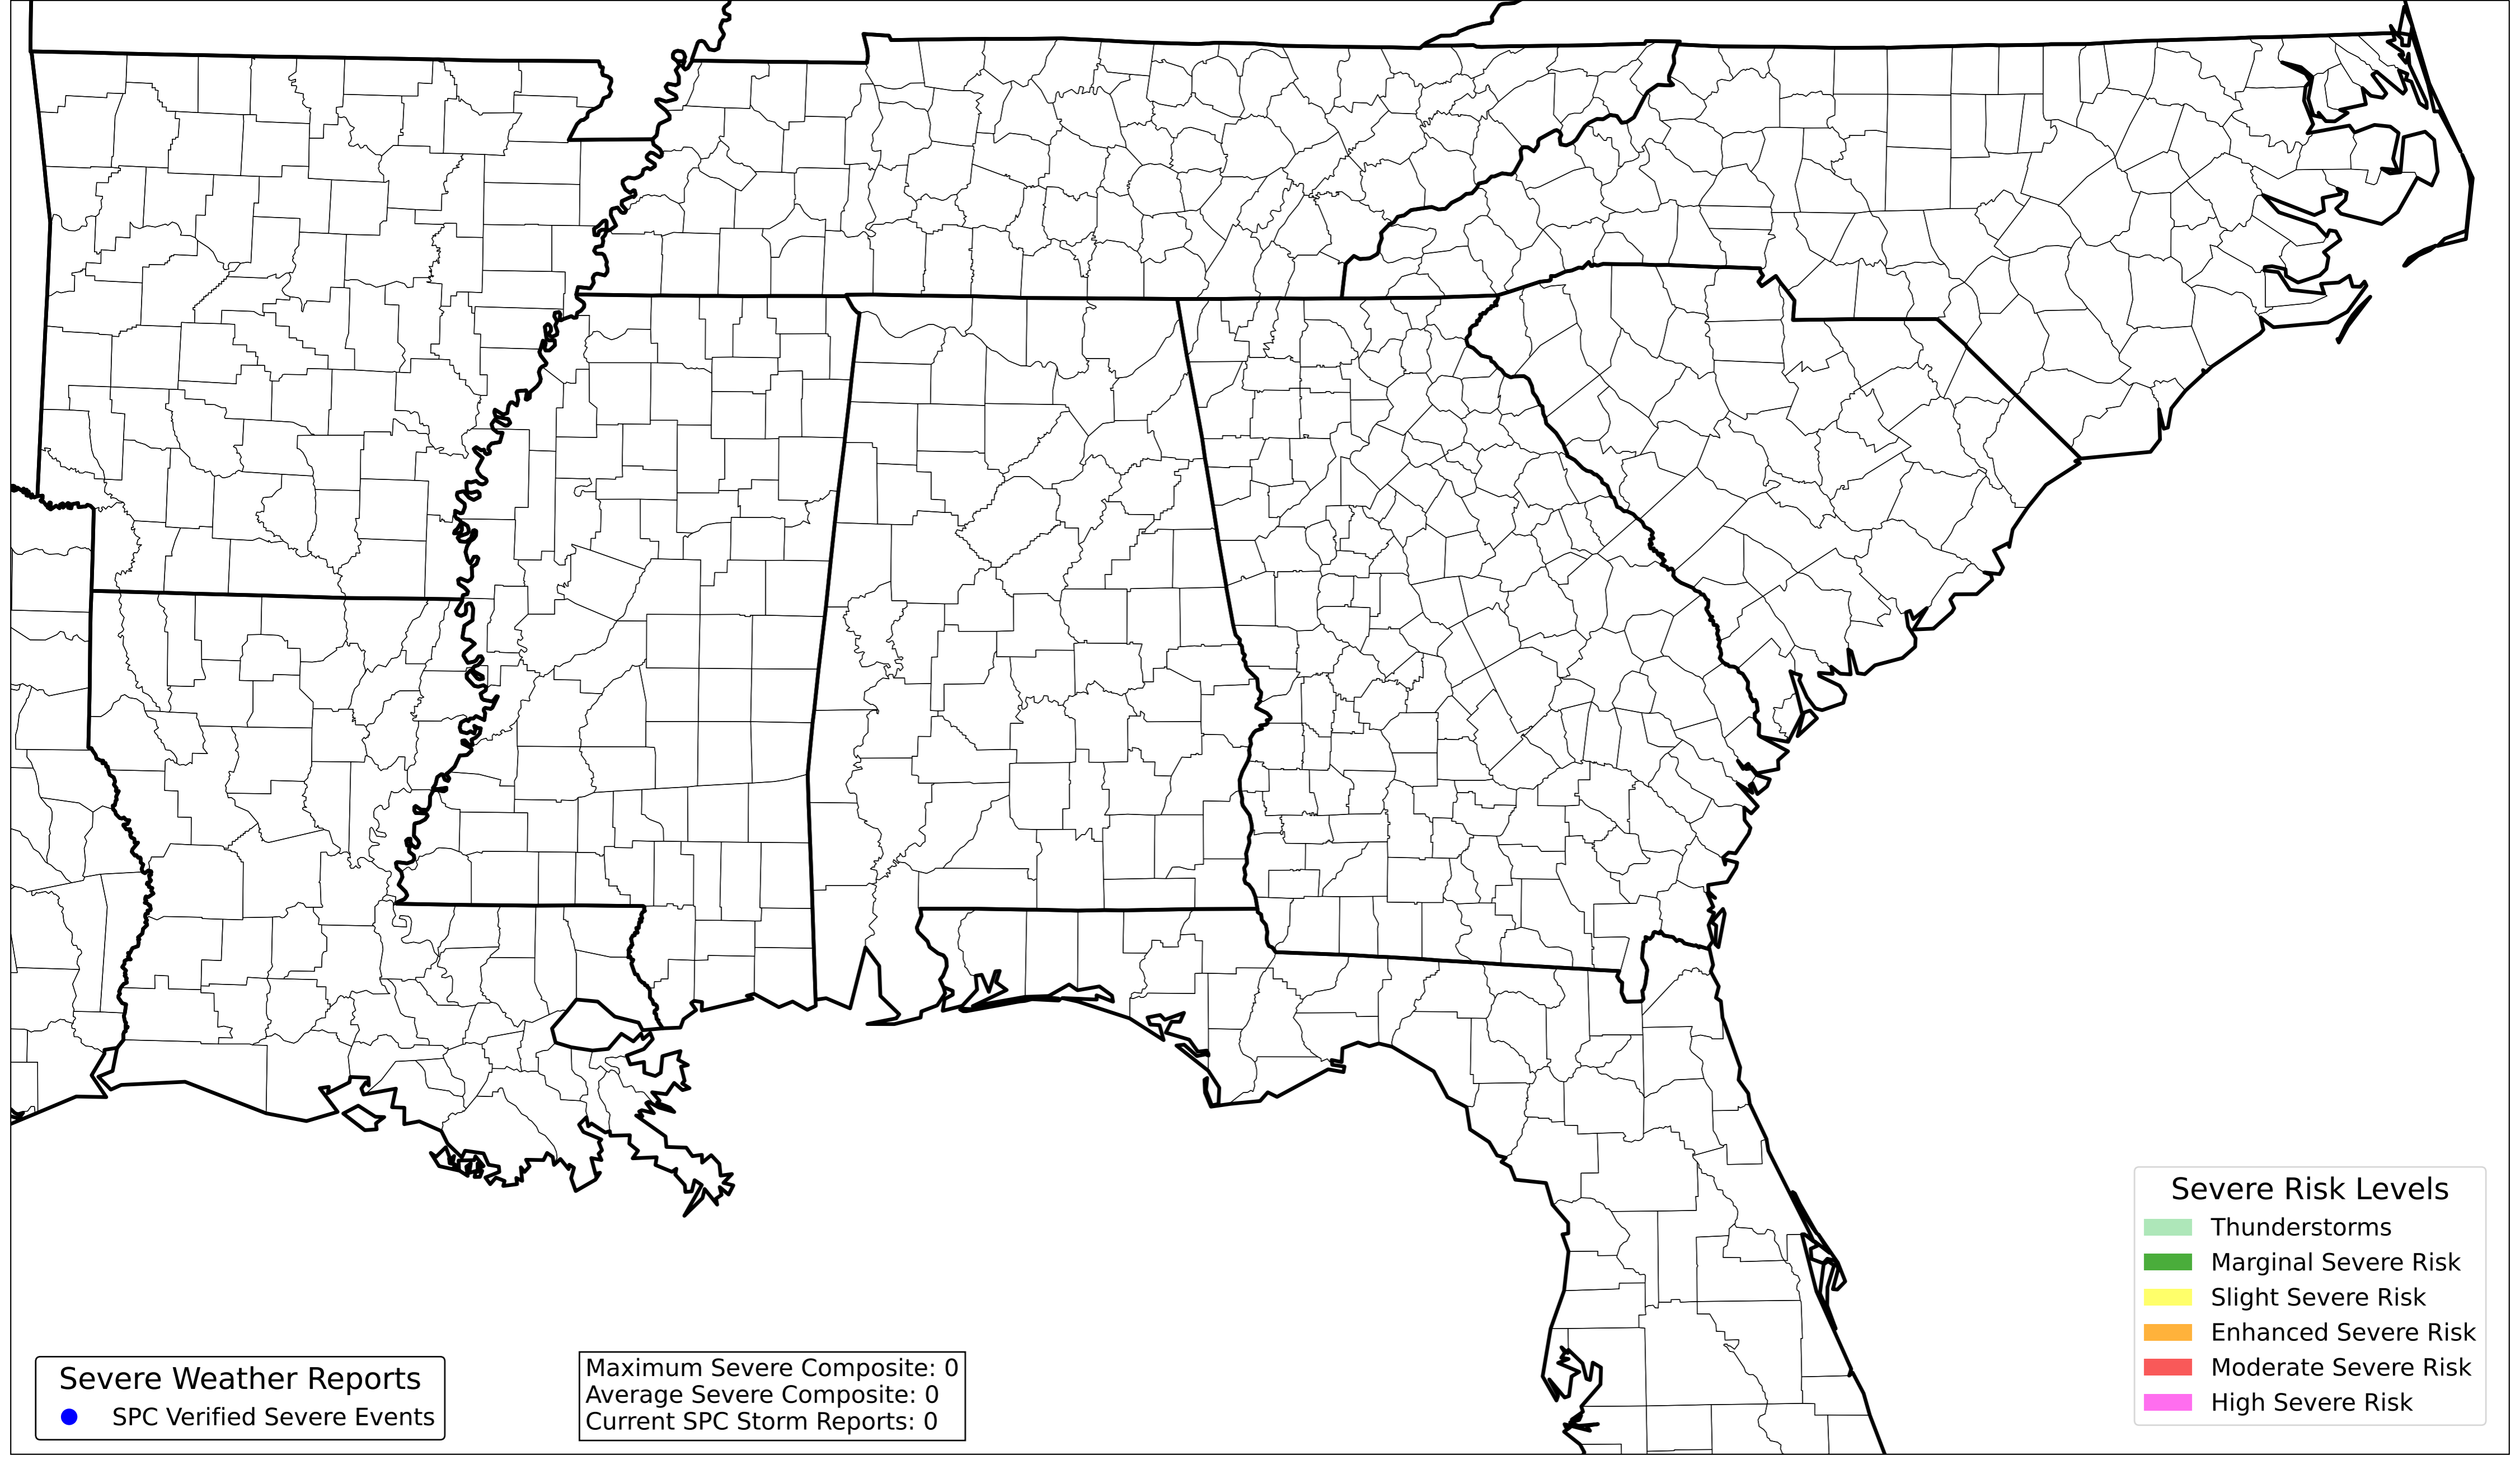 Severe Weather Reports
SPC Verified Severe Events
Maximum Severe Composite: 0
Average Severe Composite: 0
Current SPC Storm Reports: 0
Severe Risk Levels
Thunderstorms
Marginal Severe Risk
Slight Severe Risk
Enhanced Severe Risk
Moderate Severe Risk
High Severe Risk